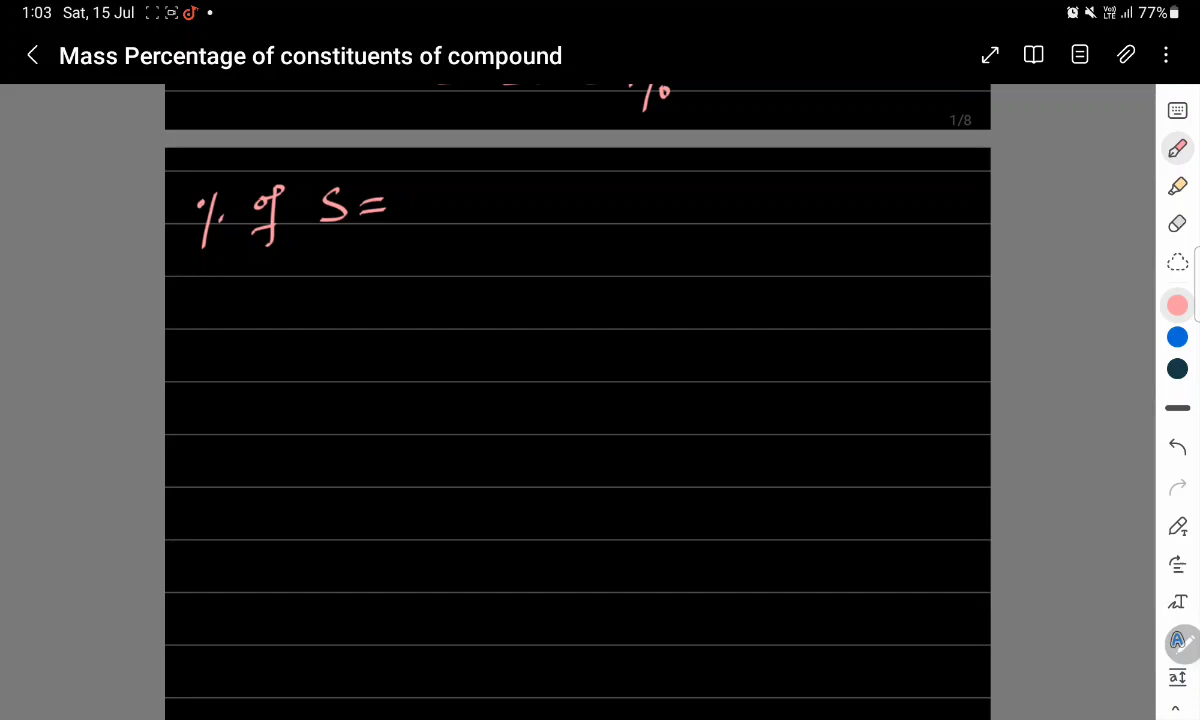 1:03 Sat, 15 Jul
77%
Mass Percentage of constituents of compound
%
1/8
% of S =